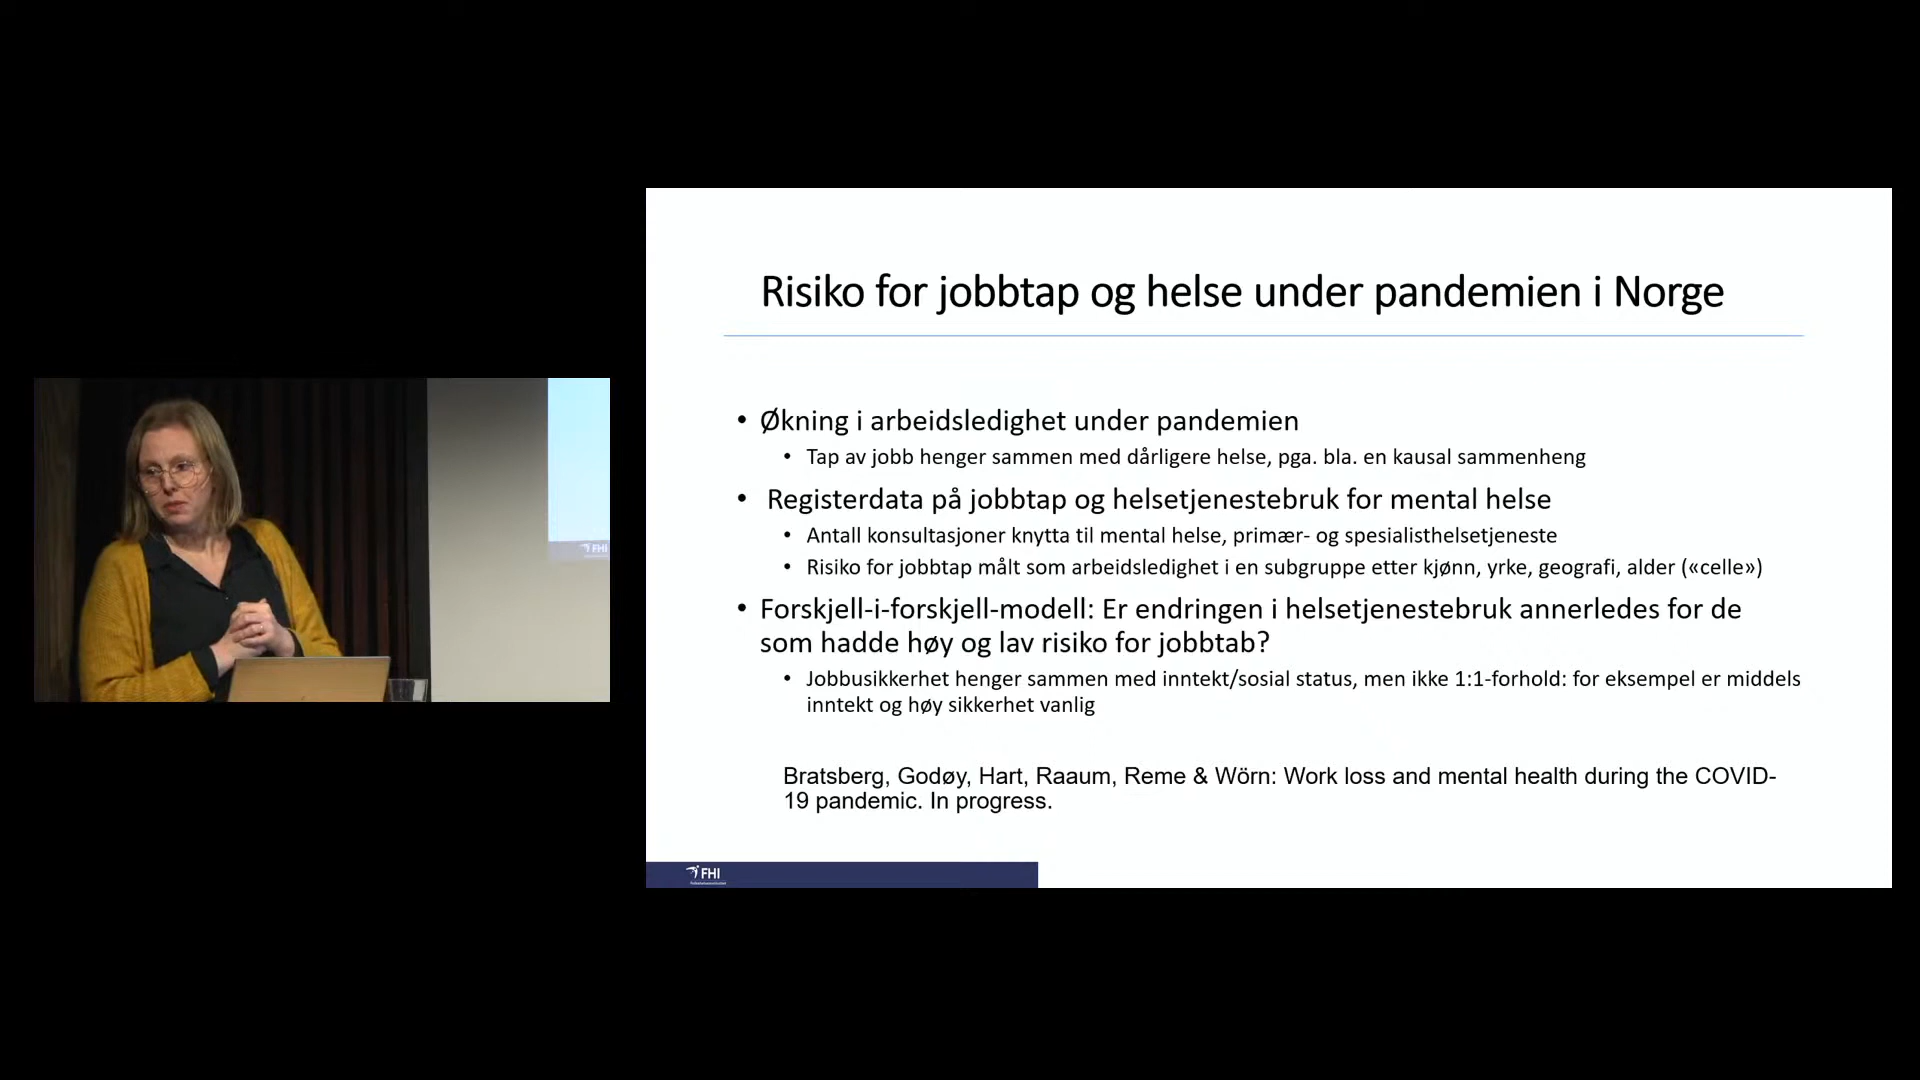 Risiko for jobbtap og helse under pandemien i Norge
• Økning i arbeidsledighet under pandemien
• Tap av jobb henger sammen med dårligere helse, pga. bla. en kausal sammenheng
• Registerdata på jobbtap og helsetjenestebruk for mental helse
• Antall konsultasjoner knytta til mental helse, primær- og spesialisthelsetjeneste
• Risiko for jobbtap målt som arbeidsledighet i en subgruppe etter kjønn, yrke, geografi, alder («celle»)
• Forskjell-i-forskjell-modell: Er endringen i helsetjenestebruk annerledes for de
som hadde høy og lav risiko for jobbtab?
• Jobbusikkerhet henger sammen med inntekt/sosial status, men ikke 1:1-forhold: for eksempel er middels
inntekt og høy sikkerhet vanlig
Bratsberg, Godøy, Hart, Raaum, Reme & Wörn: Work loss and mental health during the COVID-
19 pandemic. In progress.
FHI
FHI